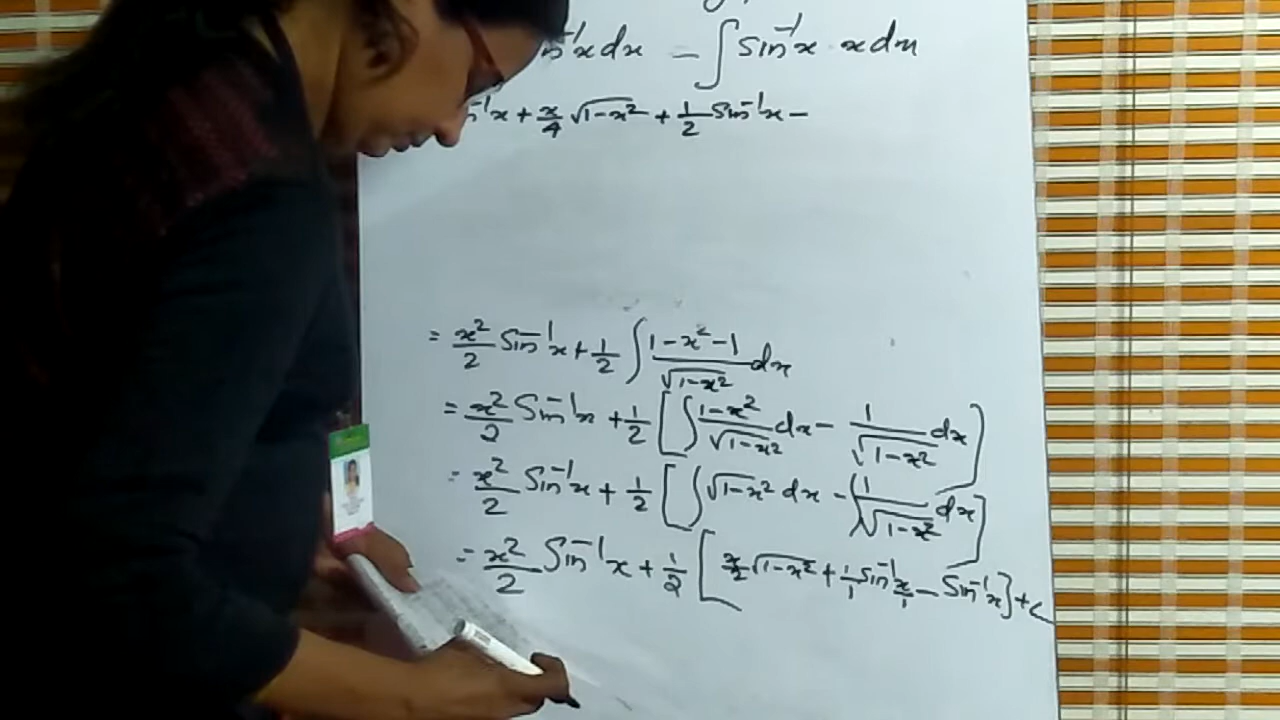 sin⁻¹x dx − ∫ Sin⁻¹x · x dx
⁻¹x + x/4 √1−x² + 1/2 Sin⁻¹x −
= x²/2 Sin⁻¹x + 1/2 ∫ 1−x²−1/√1−x² dx
= x²/2 Sin⁻¹x + 1/2 [∫ 1−x²/√1−x² dx − 1/√1−x² dx]
= x²/2 Sin⁻¹x + 1/2 [∫ √1−x² dx − ∫ 1/√1−x² dx]
= x²/2 Sin⁻¹x + 1/2 [x/2 √1−x² + 1/1 Sin⁻¹ x/1 − Sin⁻¹x] + c